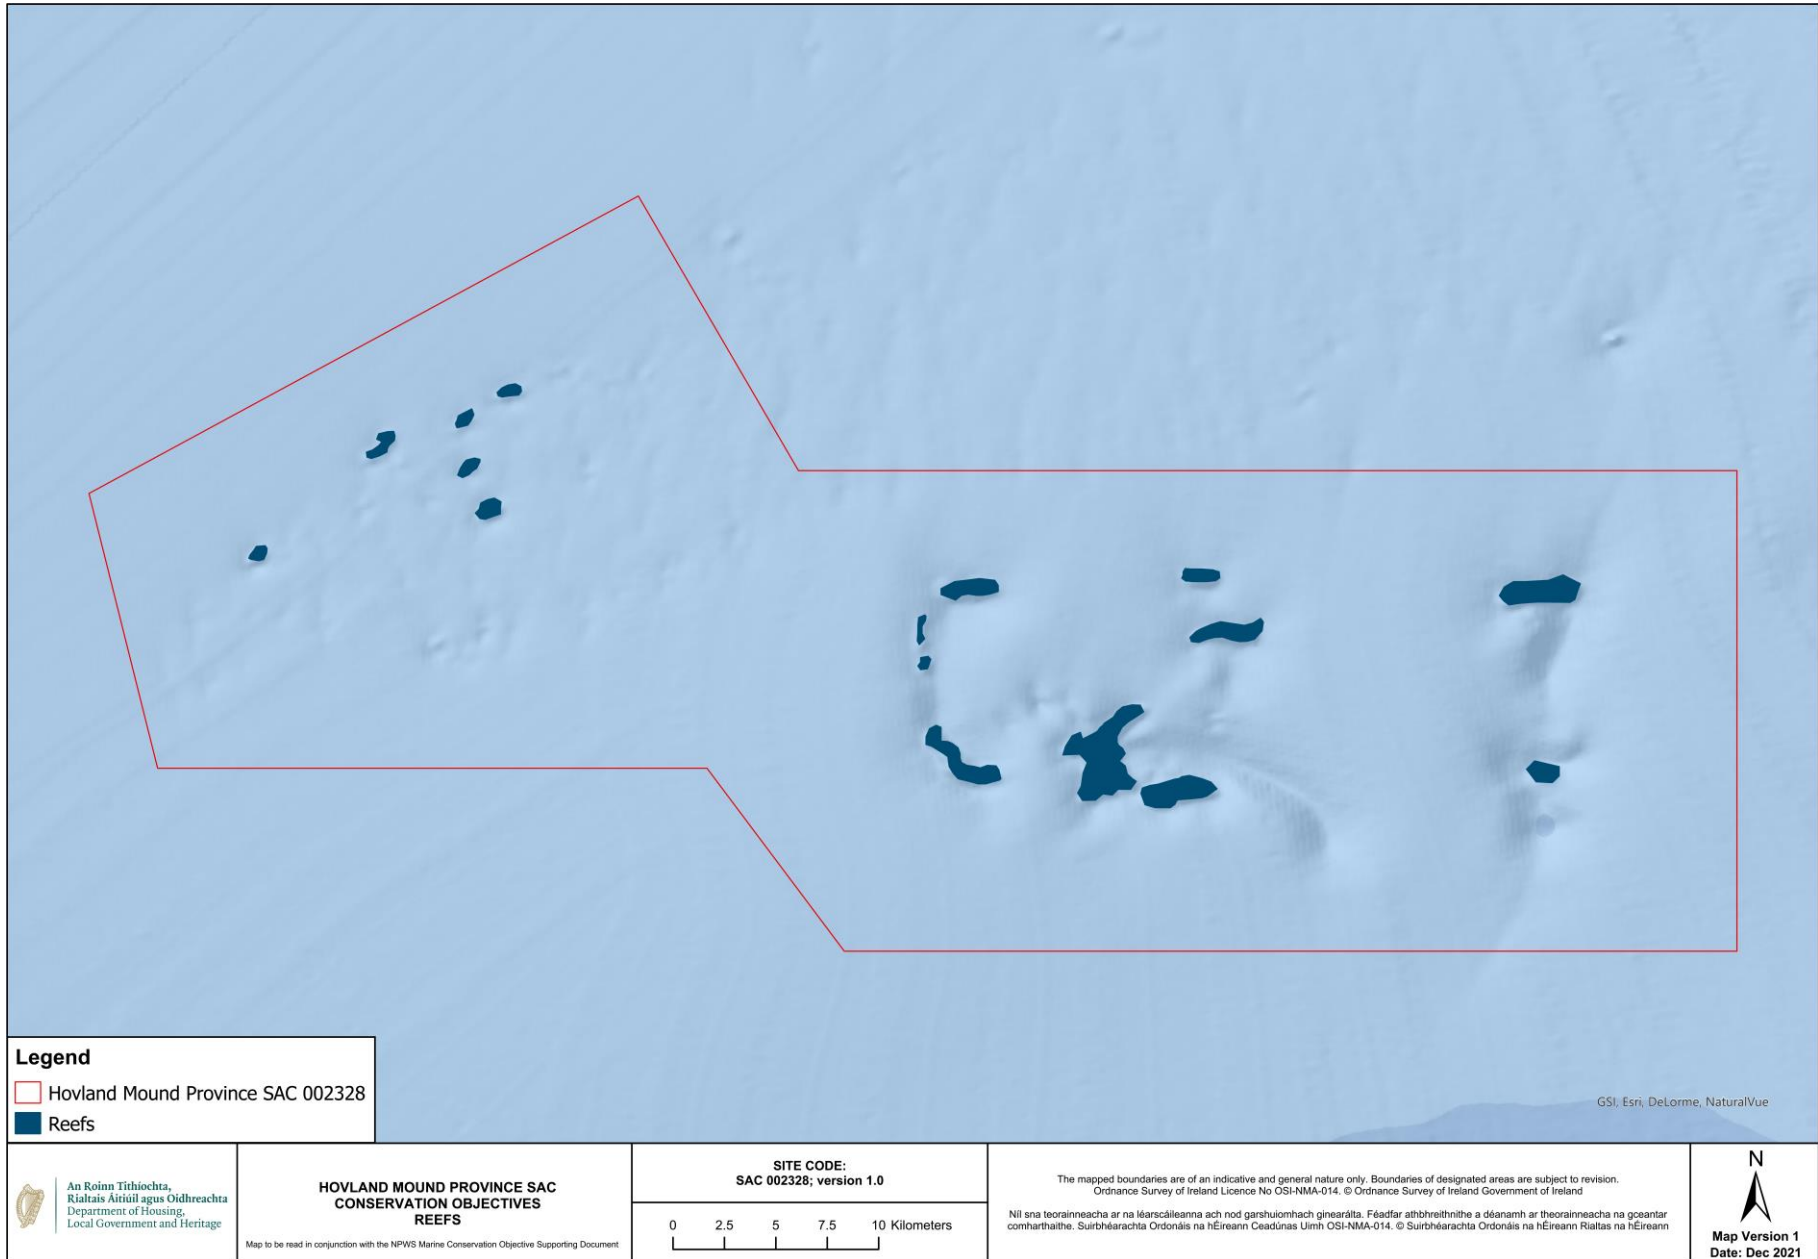 Legend
Hovland Mound Province SAC 002328
Reefs
GSI, Esri, DeLorme, NaturalVue
An Roinn Tithíochta,
Rialtais Áitiúil agus Oidhreachta
Department of Housing,
Local Government and Heritage
HOVLAND MOUND PROVINCE SAC
CONSERVATION OBJECTIVES
REEFS
Map to be read in conjunction with the NPWS Marine Conservation Objective Supporting Document
SITE CODE:
SAC 002328; version 1.0
0 2.5 5 7.5 10 Kilometers
The mapped boundaries are of an indicative and general nature only. Boundaries of designated areas are subject to revision.
Ordnance Survey of Ireland Licence No OSI-NMA-014. © Ordnance Survey of Ireland Government of Ireland
Níl sna teorainneacha ar na léarscáileanna ach nod garshuiomhach ginearálta. Féadfar athbhreithnithe a déanamh ar theorainneacha na gceantar
comharthaithe. Suirbhéarachta Ordonáis na hÉireann Ceadúnas Uimh OSI-NMA-014. © Suirbhéarachta Ordonáis na hÉireann Rialtas na hÉireann
N
Map Version 1
Date: Dec 2021